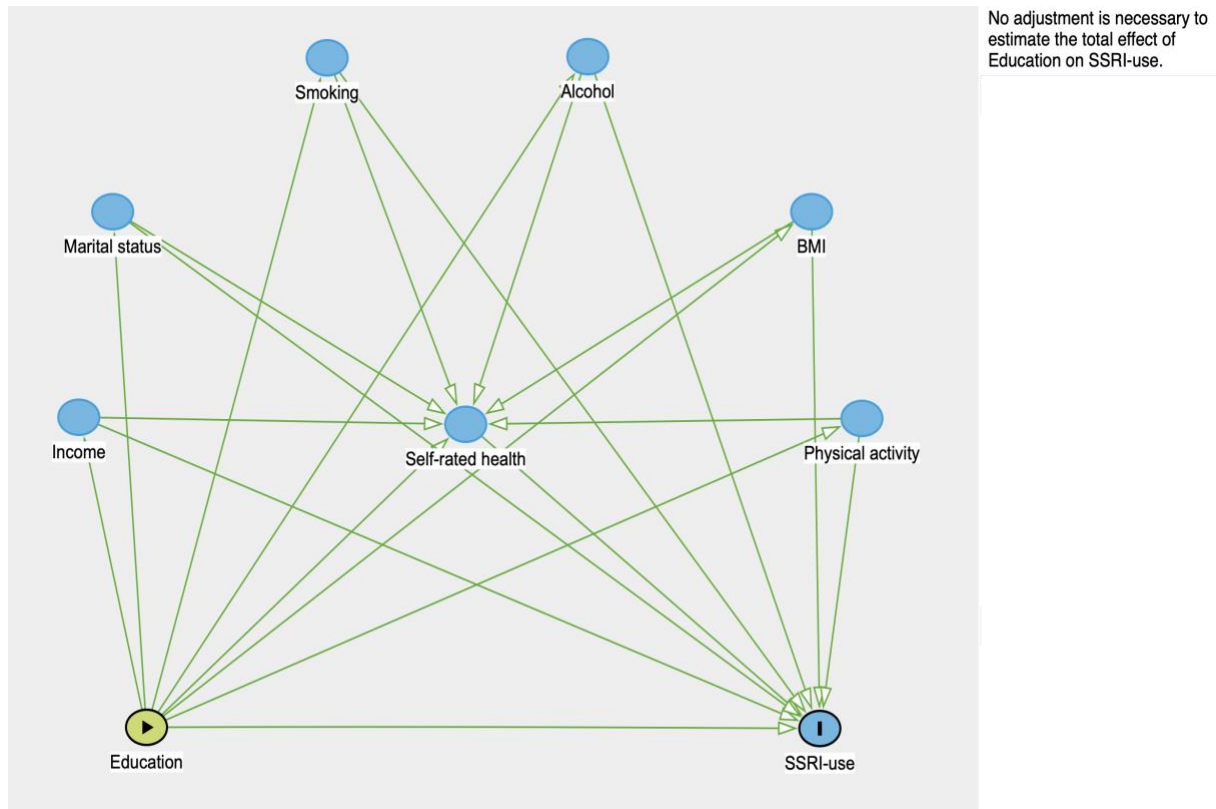 No adjustment is necessary to
estimate the total effect of
Education on SSRI-use.
Smoking
Alcohol
Marital status
BMI
Income
Self-rated health
Physical activity
Education
SSRI-use